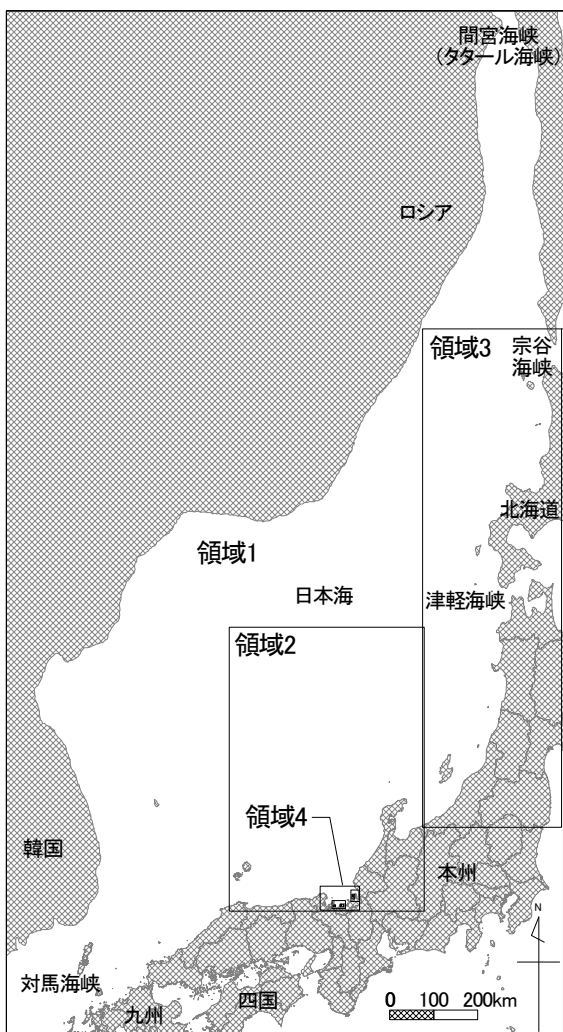 間宮海峡
(タタール海峡)
ロシア
領域3
宗谷
海峡
北海道
領域1
日本海
津軽海峡
領域2
領域4
韓国
本州
N
対馬海峡
四国
九州
0 100 200km